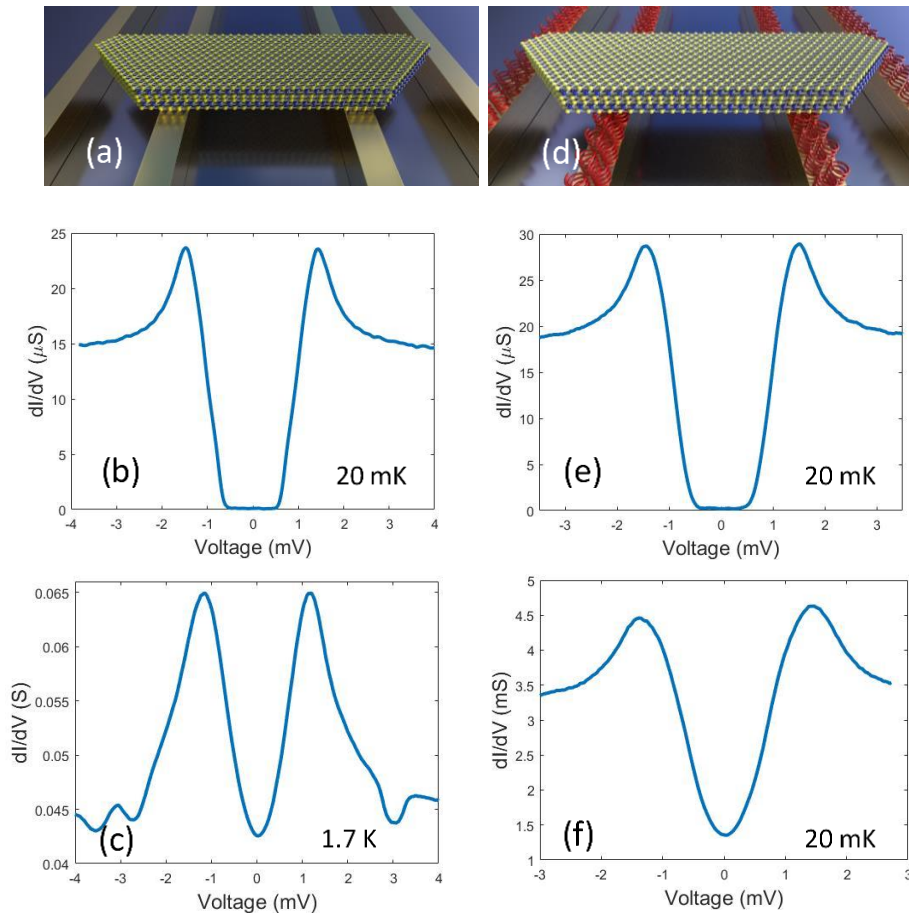 (a)
(d)
25
20
15
10
5
0
dI/dV (μS)
-4 -3 -2 -1 0 1 2 3 4
Voltage (mV)
(b)
20 mK
30
25
20
15
10
5
0
dI/dV (μS)
-3 -2 -1 0 1 2 3
Voltage (mV)
(e)
20 mK
0.065
0.06
0.055
0.05
0.045
0.04
dI/dV (S)
-4 -3 -2 -1 0 1 2 3 4
Voltage (mV)
(c)
1.7 K
5
4.5
4
3.5
3
2.5
2
1.5
1
dI/dV (mS)
-3 -2 -1 0 1 2 3
Voltage (mV)
(f)
20 mK